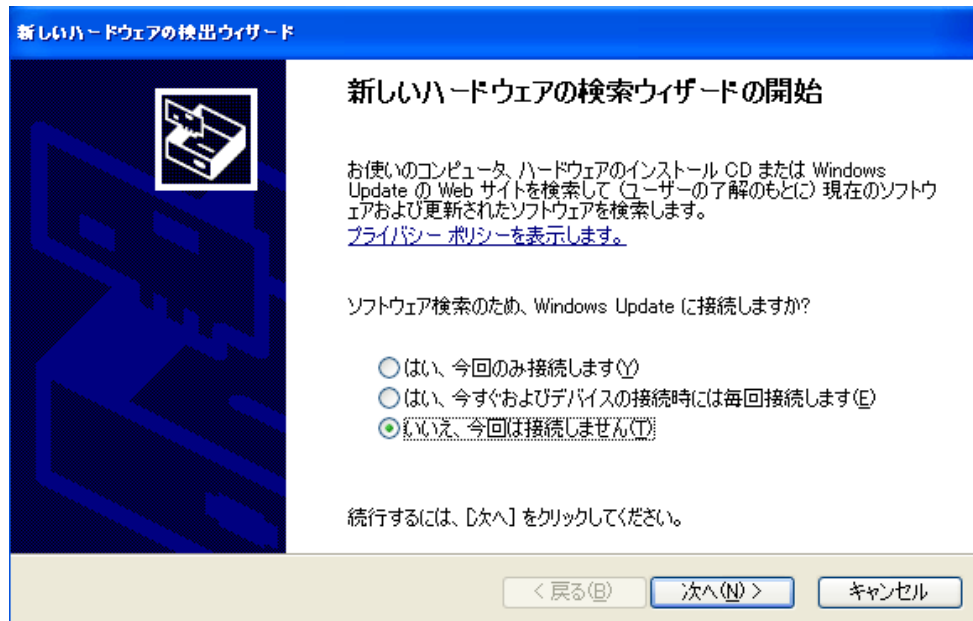 新しいハードウェアの検出ウィザード
新しいハードウェアの検索ウィザードの開始
お使いのコンピュータ、ハードウェアのインストール CD または Windows
Update の Web サイトを検索して (ユーザーの了解のもとに) 現在のソフトウ
ェアおよび更新されたソフトウェアを検索します。
プライバシー ポリシーを表示します。
ソフトウェア検索のため、Windows Update に接続しますか?
はい、今回のみ接続します(Y)
はい、今すぐおよびデバイスの接続時には毎回接続します(E)
いいえ、今回は接続しません(T)
続行するには、[次へ] をクリックしてください。
< 戻る(B)
次へ(N) >
キャンセル